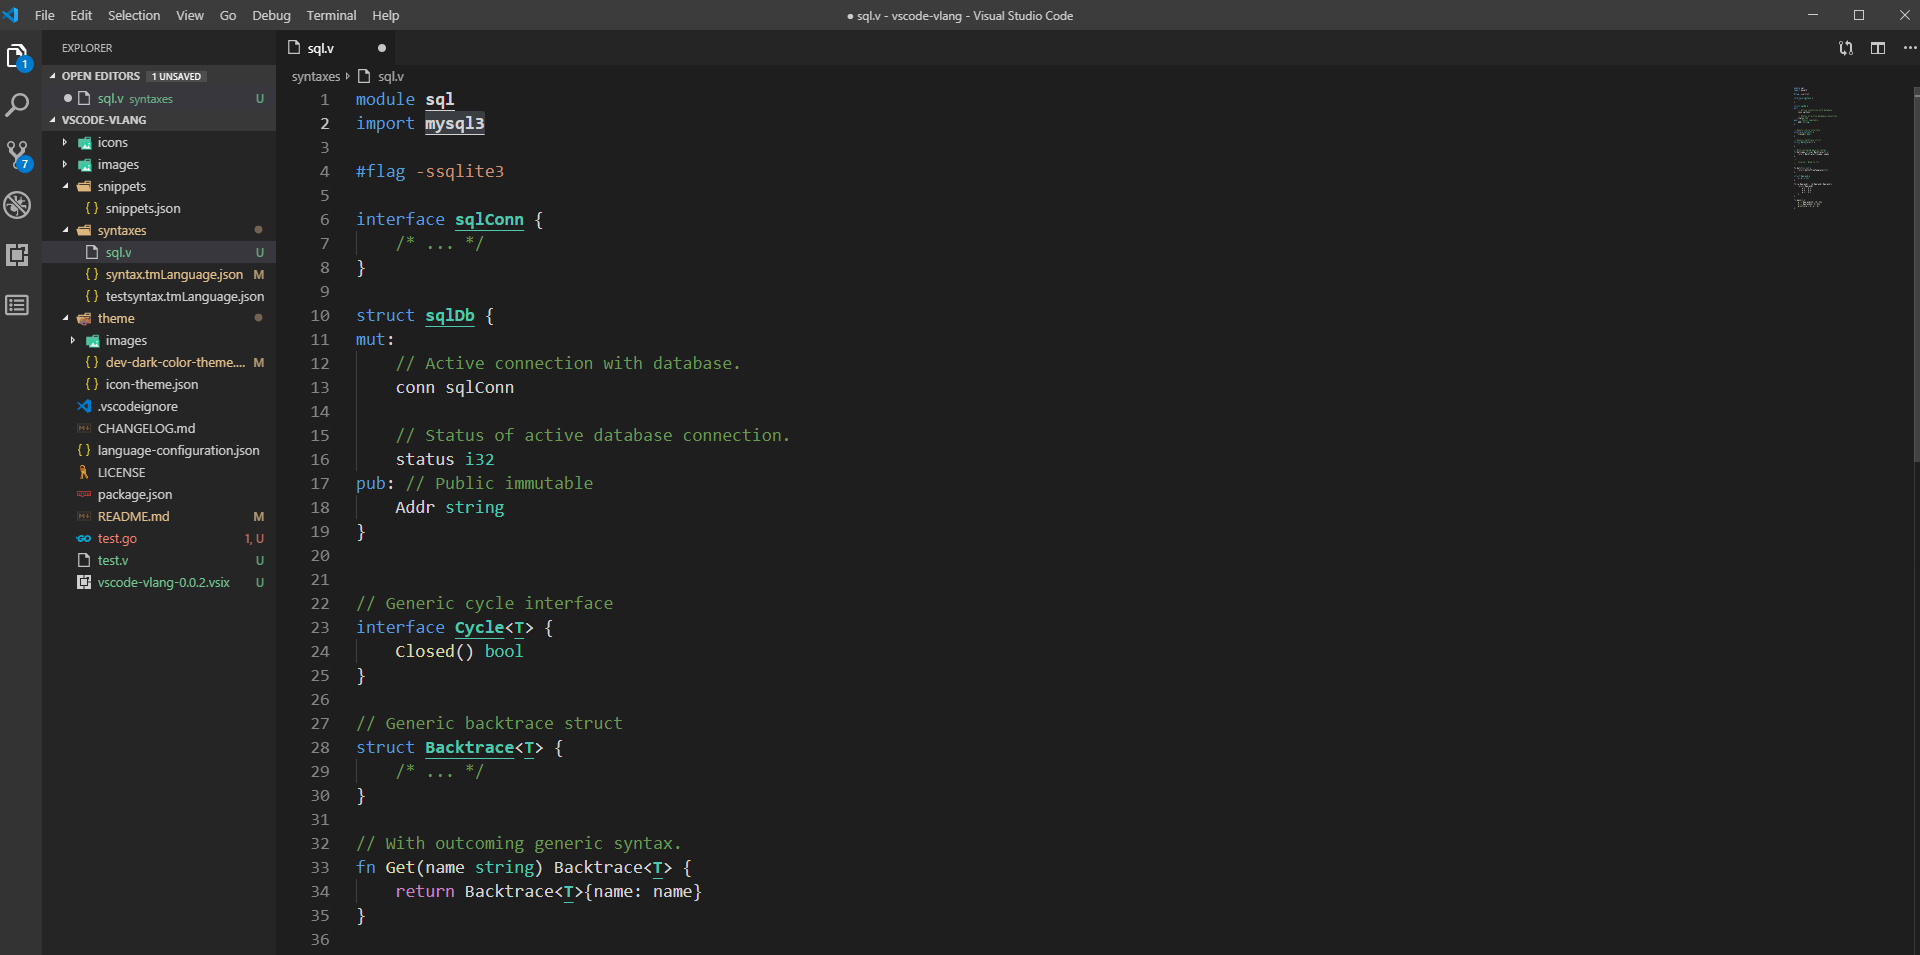 File Edit Selection View Go Debug Terminal Help
● sql.v - vscode-vlang - Visual Studio Code
EXPLORER
OPEN EDITORS 1 UNSAVED
sql.v syntaxes U
VSCODE-VLANG
icons
images
snippets
{ } snippets.json
syntaxes
sql.v U
{ } syntax.tmLanguage.json M
{ } testsyntax.tmLanguage.json
theme
images
{ } dev-dark-color-theme.... M
{ } icon-theme.json
.vscodeignore
CHANGELOG.md
{ } language-configuration.json
LICENSE
package.json
README.md M
test.go 1, U
test.v U
vscode-vlang-0.0.2.vsix U
1
7
sql.v
syntaxes sql.v
1 module sql
2 import mysql3
3
4 #flag -ssqlite3
5
6 interface sqlConn {
7 /* ... */
8 }
9
10 struct sqlDb {
11 mut:
12 // Active connection with database.
13 conn sqlConn
14
15 // Status of active database connection.
16 status i32
17 pub: // Public immutable
18 Addr string
19 }
20
21
22 // Generic cycle interface
23 interface Cycle<T> {
24 Closed() bool
25 }
26
27 // Generic backtrace struct
28 struct Backtrace<T> {
29 /* ... */
30 }
31
32 // With outcoming generic syntax.
33 fn Get(name string) Backtrace<T> {
34 return Backtrace<T>{name: name}
35 }
36